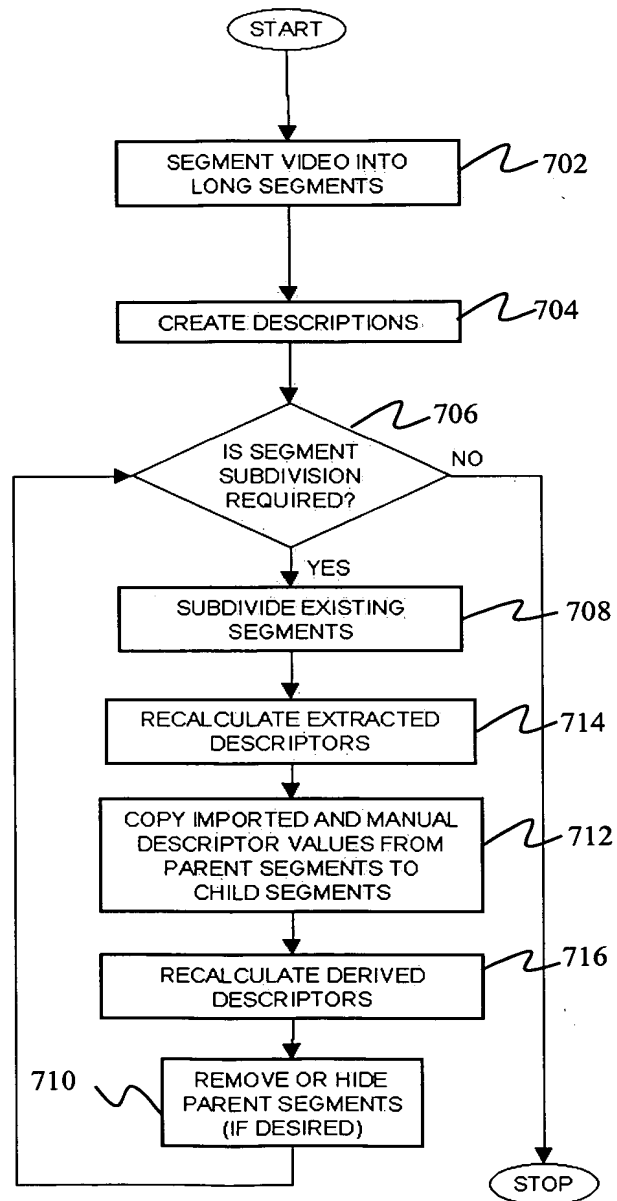 START
SEGMENT VIDEO INTO
LONG SEGMENTS
702
CREATE DESCRIPTIONS
704
706
IS SEGMENT
SUBDIVISION
REQUIRED?
NO
YES
SUBDIVIDE EXISTING
SEGMENTS
708
RECALCULATE EXTRACTED
DESCRIPTORS
714
COPY IMPORTED AND MANUAL
DESCRIPTOR VALUES FROM
PARENT SEGMENTS TO
CHILD SEGMENTS
712
RECALCULATE DERIVED
DESCRIPTORS
716
710
REMOVE OR HIDE
PARENT SEGMENTS
(IF DESIRED)
STOP